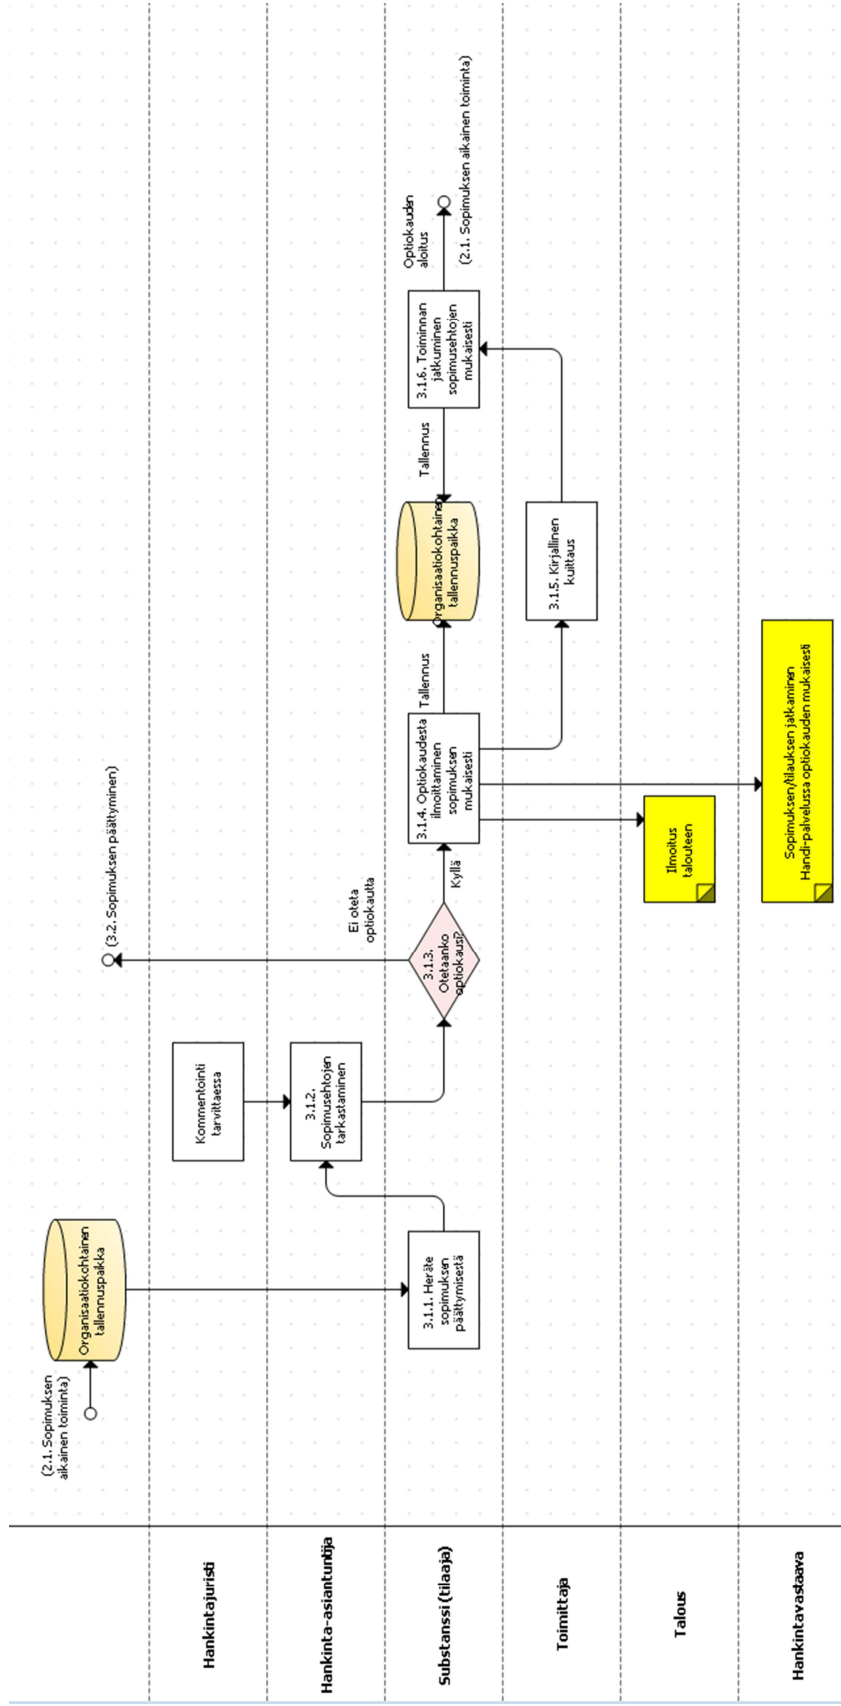 (2.1. Sopimuksen
aikainen toiminta)
Organisaatiokohtainen
tallennuspaikka
(3.2. Sopimuksen päättyminen)
Hankintajuristi
Kommentointi
tarvittaessa
Hankinta-asiantuntija
3.1.2.
Sopimusehtojen
tarkastaminen
Ei oteta
optiokautta
Substanssi (tilaaja)
3.1.1. Heräte
sopimuksen
päättymisestä
3.1.3.
Otetaanko
optiokausi?
Kyllä
3.1.4. Optiokaudesta
ilmoittaminen
sopimuksen
mukaisesti
Tallennus
Organisaatiokohtainen
tallennuspaikka
Tallennus
3.1.6. Toiminnan
jatkuminen
sopimusehtojen
mukaisesti
Optiokauden
aloitus
(2.1. Sopimuksen aikainen toiminta)
Toimittaja
3.1.5. Kirjallinen
kuittaus
Talous
Ilmoitus
talouteen
Hankintavastaava
Sopimuksen/tilauksen jatkaminen
Handi-palvelussa optiokauden mukaisesti